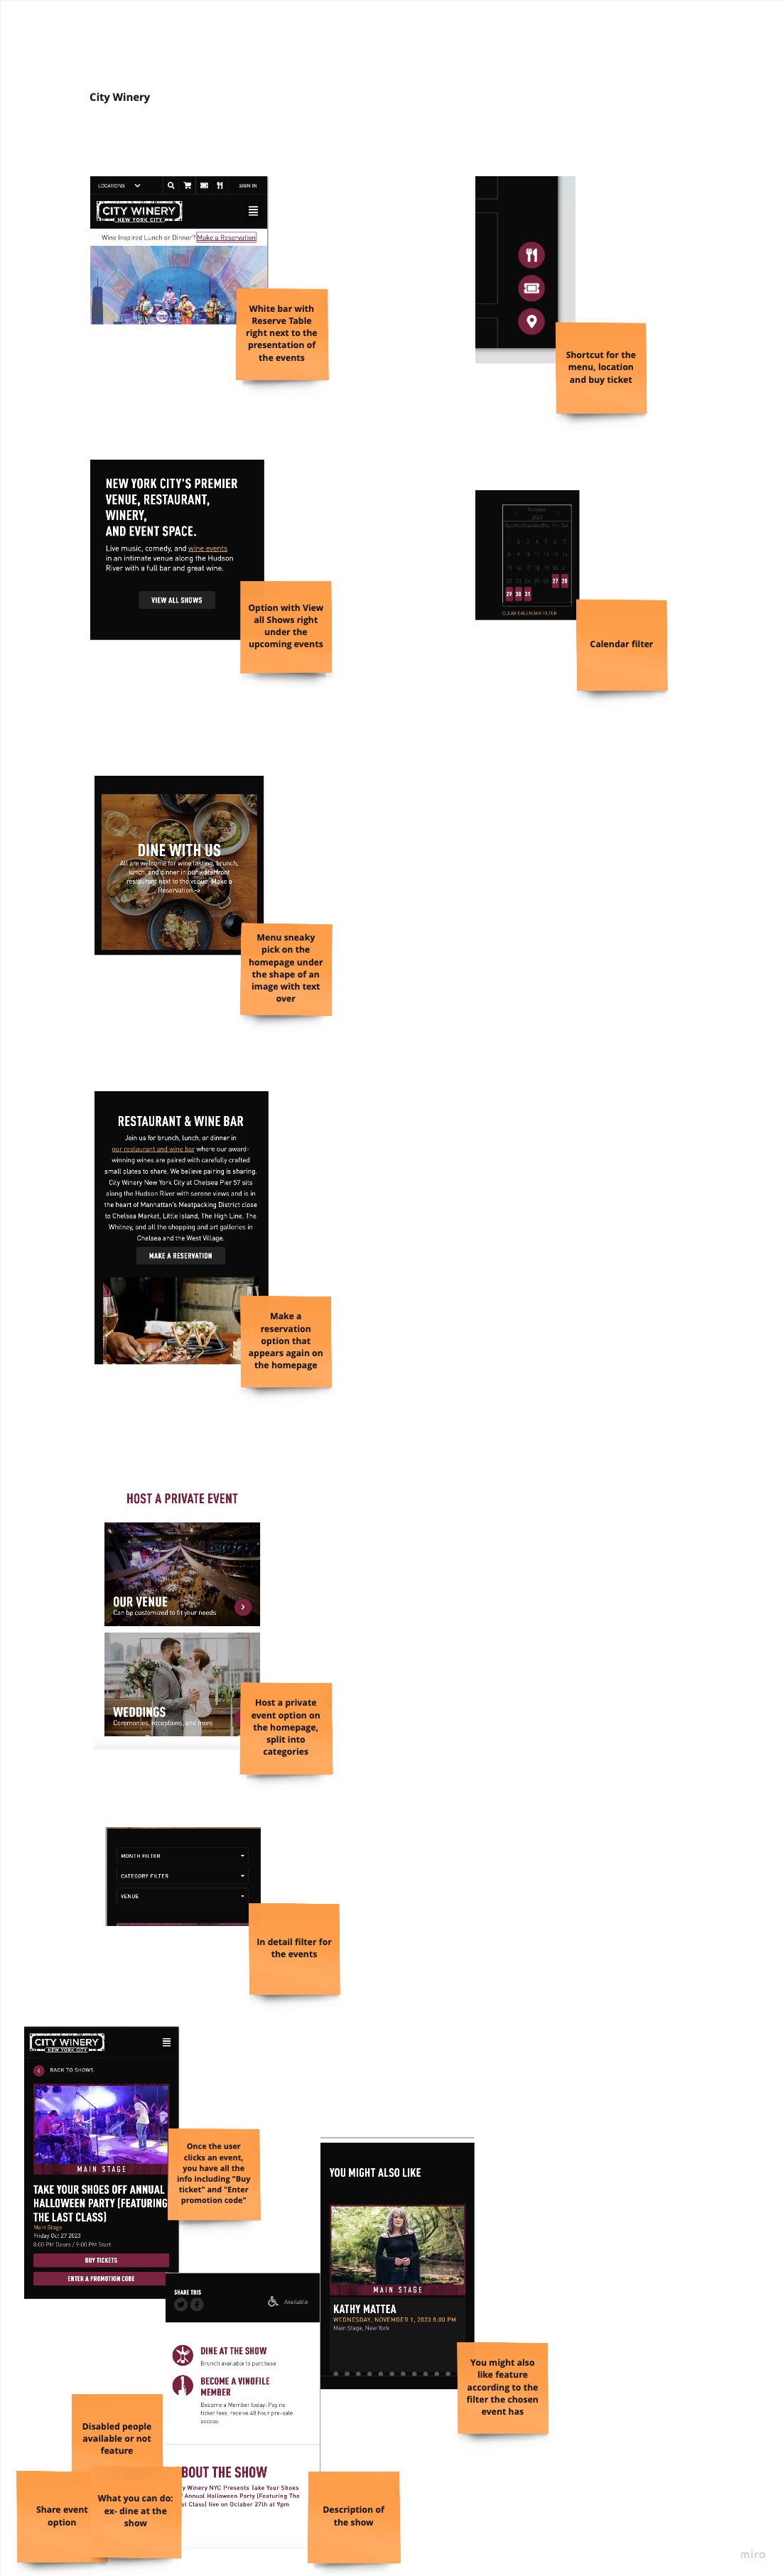 City Winery
LOCATIONS
SIGN IN
CITY WINERY
NEW YORK CITY
Wine Inspired Lunch or Dinner? Make a Reservation
White bar with
Reserve Table
right next to the
presentation of
the events
Shortcut for the
menu, location
and buy ticket
NEW YORK CITY'S PREMIER
VENUE, RESTAURANT,
WINERY,
AND EVENT SPACE.
Live music, comedy, and wine events
in an intimate venue along the Hudson
River with a full bar and great wine.
VIEW ALL SHOWS
Option with View
all Shows right
under the
upcoming events
October
2023
Sun Mon Tue Wed Thu Fri Sat
1 2 3 4 5 6 7
8 9 10 11 12 13 14
15 16 17 18 19 20 21
22 23 24 25 26 27 28
29 30 31
CLEAR CALENDAR FILTER
Calendar filter
DINE WITH US
All are welcome for wine tasting, brunch,
lunch, and dinner in our waterfront
restaurant next to the venue. Make a
Reservation->
Menu sneaky
pick on the
homepage under
the shape of an
image with text
over
RESTAURANT & WINE BAR
Join us for brunch, lunch, or dinner in
our restaurant and wine bar where our award-
winning wines are paired with carefully crafted
small plates to share. We believe pairing is sharing.
City Winery New York City at Chelsea Pier 57 sits
along the Hudson River with serene views and is in
the heart of Manhattan's Meatpacking District close
to Chelsea Market, Little Island, The High Line, The
Whitney, and all the shopping and art galleries in
Chelsea and the West Village.
MAKE A RESERVATION
Make a
reservation
option that
appears again on
the homepage
HOST A PRIVATE EVENT
OUR VENUE
Can be customized to fit your needs
WEDDINGS
Ceremonies, receptions, and more
Host a private
event option on
the homepage,
split into
categories
MONTH FILTER
CATEGORY FILTER
VENUE
In detail filter for
the events
CITY WINERY
NEW YORK CITY
BACK TO SHOWS
MAIN STAGE
TAKE YOUR SHOES OFF ANNUAL
HALLOWEEN PARTY (FEATURING
THE LAST CLASS)
Main Stage
Friday Oct 27 2023
8:00 PM Doors / 9:00 PM Start
BUY TICKETS
ENTER A PROMOTION CODE
Once the user
clicks an event,
you have all the
info including "Buy
ticket" and "Enter
promotion code"
YOU MIGHT ALSO LIKE
MAIN STAGE
KATHY MATTEA
WEDNESDAY, NOVEMBER 1, 2023 8:00 PM
Main Stage, New York
You might also
like feature
according to the
filter the chosen
event has
SHARE THIS
Available
DINE AT THE SHOW
Brunch available to purchase
BECOME A VINOFILE
MEMBER
Become a Member today: Pay no
ticket fees, receive 48 hour pre-sale
access
BOUT THE SHOW
y Winery NYC Presents Take Your Shoes
Annual Halloween Party (Featuring The
st Class) live on October 27th at 9pm
Disabled people
available or not
feature
Share event
option
What you can do:
ex- dine at the
show
Description of
the show
miro